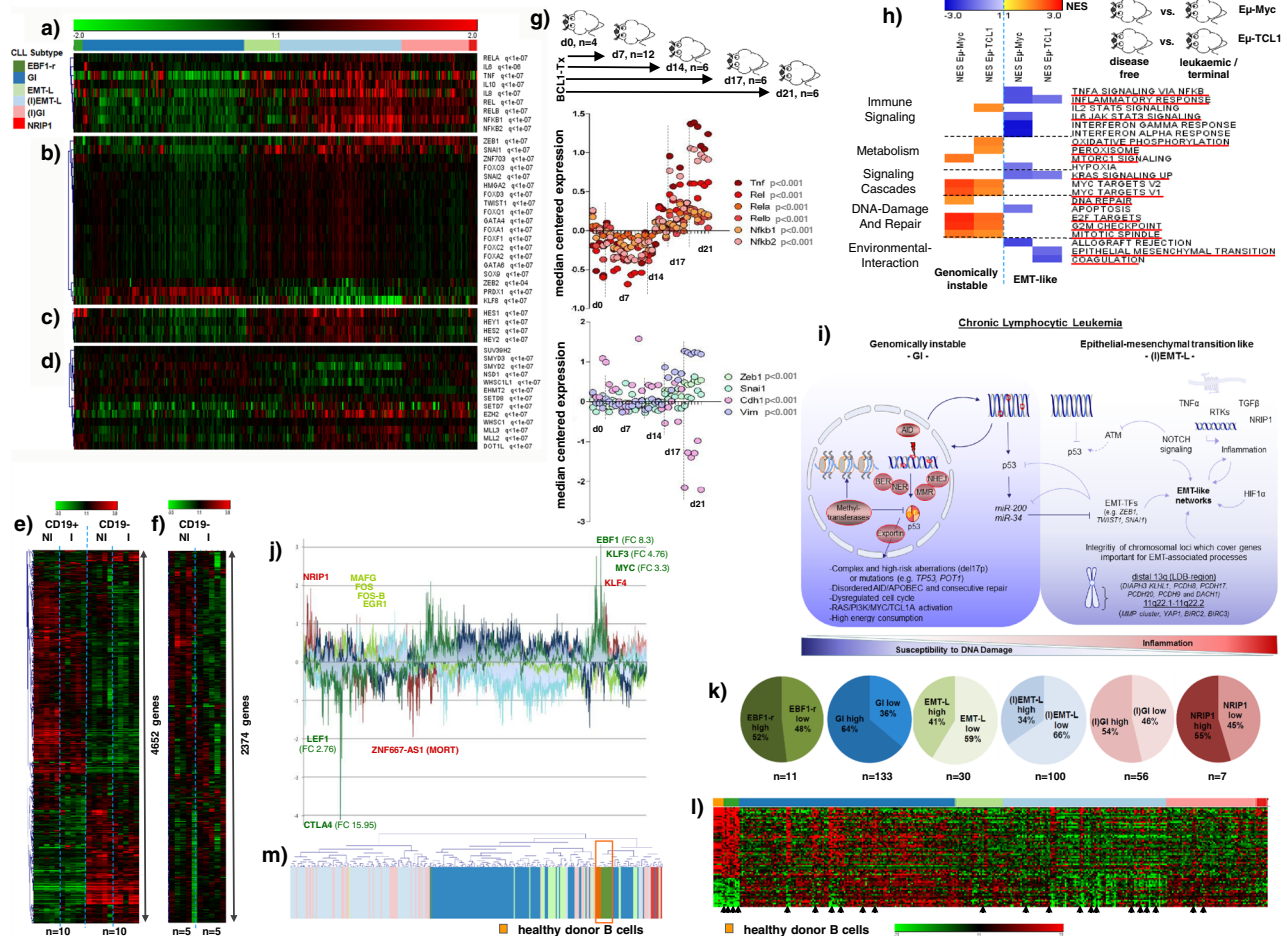 a)
-2.0
1:1
2.0
CLL Subtype
EBF1-r
GI
EMT-L
(I)EMT-L
(I)GI
NRIP1
RELA q<1e-07
IL6 q<1e-06
TNF q<1e-07
IL10 q<1e-07
IL8 q<1e-07
REL q<1e-07
RELB q<1e-07
NFKB1 q<1e-07
NFKB2 q<1e-07
b)
ZEB1 q<1e-07
SNAI1 q<1e-07
ZNF703 q<1e-07
FOXO3 q<1e-07
SNAI2 q<1e-07
HMGA2 q<1e-07
FOXD3 q<1e-07
TWIST1 q<1e-07
FOXQ1 q<1e-07
GATA4 q<1e-07
FOXA1 q<1e-07
FOXF1 q<1e-07
FOXC2 q<1e-07
FOXA2 q<1e-07
GATA6 q<1e-07
SOX9 q<1e-07
ZEB2 q<1e-04
PRDX1 q<1e-07
KLF8 q<1e-07
c)
HES1 q<1e-07
HEY1 q<1e-07
HES2 q<1e-07
HEY2 q<1e-07
d)
SUV39H2
SMYD3 q<1e-07
SMYD2 q<1e-07
NSD1 q<1e-07
WHSC1L1 q<1e-07
EHMT2 q<1e-07
SETD8 q<1e-07
SETD7 q<1e-07
EZH2 q<1e-07
WHSC1 q<1e-07
MLL3 q<1e-07
MLL2 q<1e-07
DOT1L q<1e-07
e)
CD19+
CD19-
NI
I
NI
I
4652 genes
n=10
n=10
f)
CD19-
NI
I
2374 genes
n=5
n=5
g)
BCL1-Tx
d0, n=4
d7, n=12
d14, n=6
d17, n=6
d21, n=6
median centered expression
1.5
1.0
0.5
0.0
-0.5
1.0
d0
d7
d14
d17
d21
Tnf p<0.001
Rel p<0.001
Rela p<0.001
Relb p<0.001
Nfkb1 p<0.001
Nfkb2 p<0.001
median centered expression
3
2
1
0
-1
-2
-3
d0
d7
d14
d17
d21
Zeb1 p<0.001
Snai1
Cdh1 p<0.001
Vim p<0.001
h)
-3.0
1:1
3.0
NES
NES Eµ-Myc
NES Eµ-TCL1
NES Eµ-Myc
NES Eµ-TCL1
vs.
Eµ-Myc
vs.
Eµ-TCL1
disease
free
leukaemic /
terminal
Immune
Signaling
Metabolism
Signaling
Cascades
DNA-Damage
And Repair
Environmental-
Interaction
TNFA SIGNALING VIA NFKB
INFLAMMATORY RESPONSE
IL2 STAT5 SIGNALING
IL6 JAK STAT3 SIGNALING
INTERFERON GAMMA RESPONSE
INTERFERON ALPHA RESPONSE
OXIDATIVE PHOSPHORYLATION
PEROXISOME
MTORC1 SIGNALING
HYPOXIA
KRAS SIGNALING UP
MYC TARGETS V2
MYC TARGETS V1
DNA REPAIR
APOPTOSIS
E2F TARGETS
G2M CHECKPOINT
MITOTIC SPINDLE
ALLOGRAFT REJECTION
EPITHELIAL MESENCHYMAL TRANSITION
COAGULATION
Genomically
instable
EMT-like
i)
Chronic Lymphocytic Leukemia
Genomically instable
- GI -
Epithelial-mesenchymal transition like
- (I)EMT-L -
AID
BER
NER
MMR
NHEJ
Methyl-
transferases
p53
Exportin
p53
miR-200
miR-34
p53
ATM
TNFα
TGFβ
RTKs
NRIP1
NOTCH
signaling
Inflammation
EMT-like
networks
HIF1α
EMT-TFs
(e.g. ZEB1,
TWIST1, SNAI1)
-Complex and high-risk aberrations (del17p)
or mutations (e.g. TP53, POT1)
-Disordered AID/APOBEC and consecutive repair
-Dysregulated cell cycle
-RAS/PI3K/MYC/TCL1A activation
-High energy consumption
Integritiy of chromosomal loci which cover genes
important for EMT-associated processes
distal 13q (LDB-region)
(DIAPH3 KLHL1, PCDH8, PCDH17,
PCDH20, PCDH9 and DACH1)
11q22.1-11q22.2
(MMP cluster, YAP1, BIRC2, BIRC3)
Susceptibility to DNA Damage
Inflammation
j)
NRIP1
MAFG
FOS
FOS-B
EGR1
EBF1 (FC 8.3)
KLF3 (FC 4.76)
MYC (FC 3.3)
KLF4
LEF1
(FC 2.76)
ZNF667-AS1 (MORT)
CTLA4 (FC 15.95)
k)
EBF1-r
high
52%
EBF1-r
low
48%
n=11
GI high
64%
GI low
36%
n=133
EMT-L
high
41%
EMT-L
low
59%
n=30
(I)EMT-L
high
34%
(I)EMT-L
low
66%
n=100
(I)GI high
54%
(I)GI low
46%
n=56
NRIP1
high
55%
NRIP1
low
45%
n=7
l)
healthy donor B cells
m)
healthy donor B cells